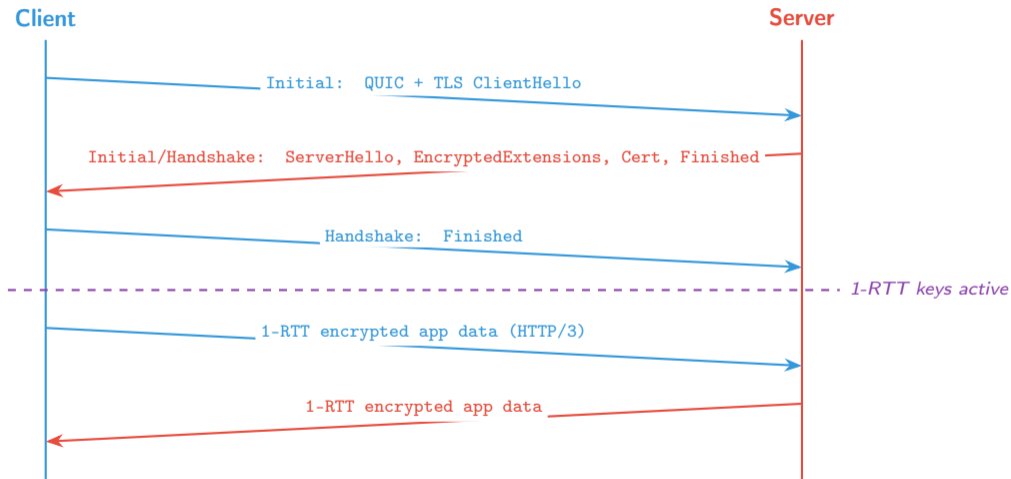 Client
Server
Initial: QUIC + TLS ClientHello
Initial/Handshake: ServerHello, EncryptedExtensions, Cert, Finished
Handshake: Finished
1-RTT keys active
1-RTT encrypted app data (HTTP/3)
1-RTT encrypted app data